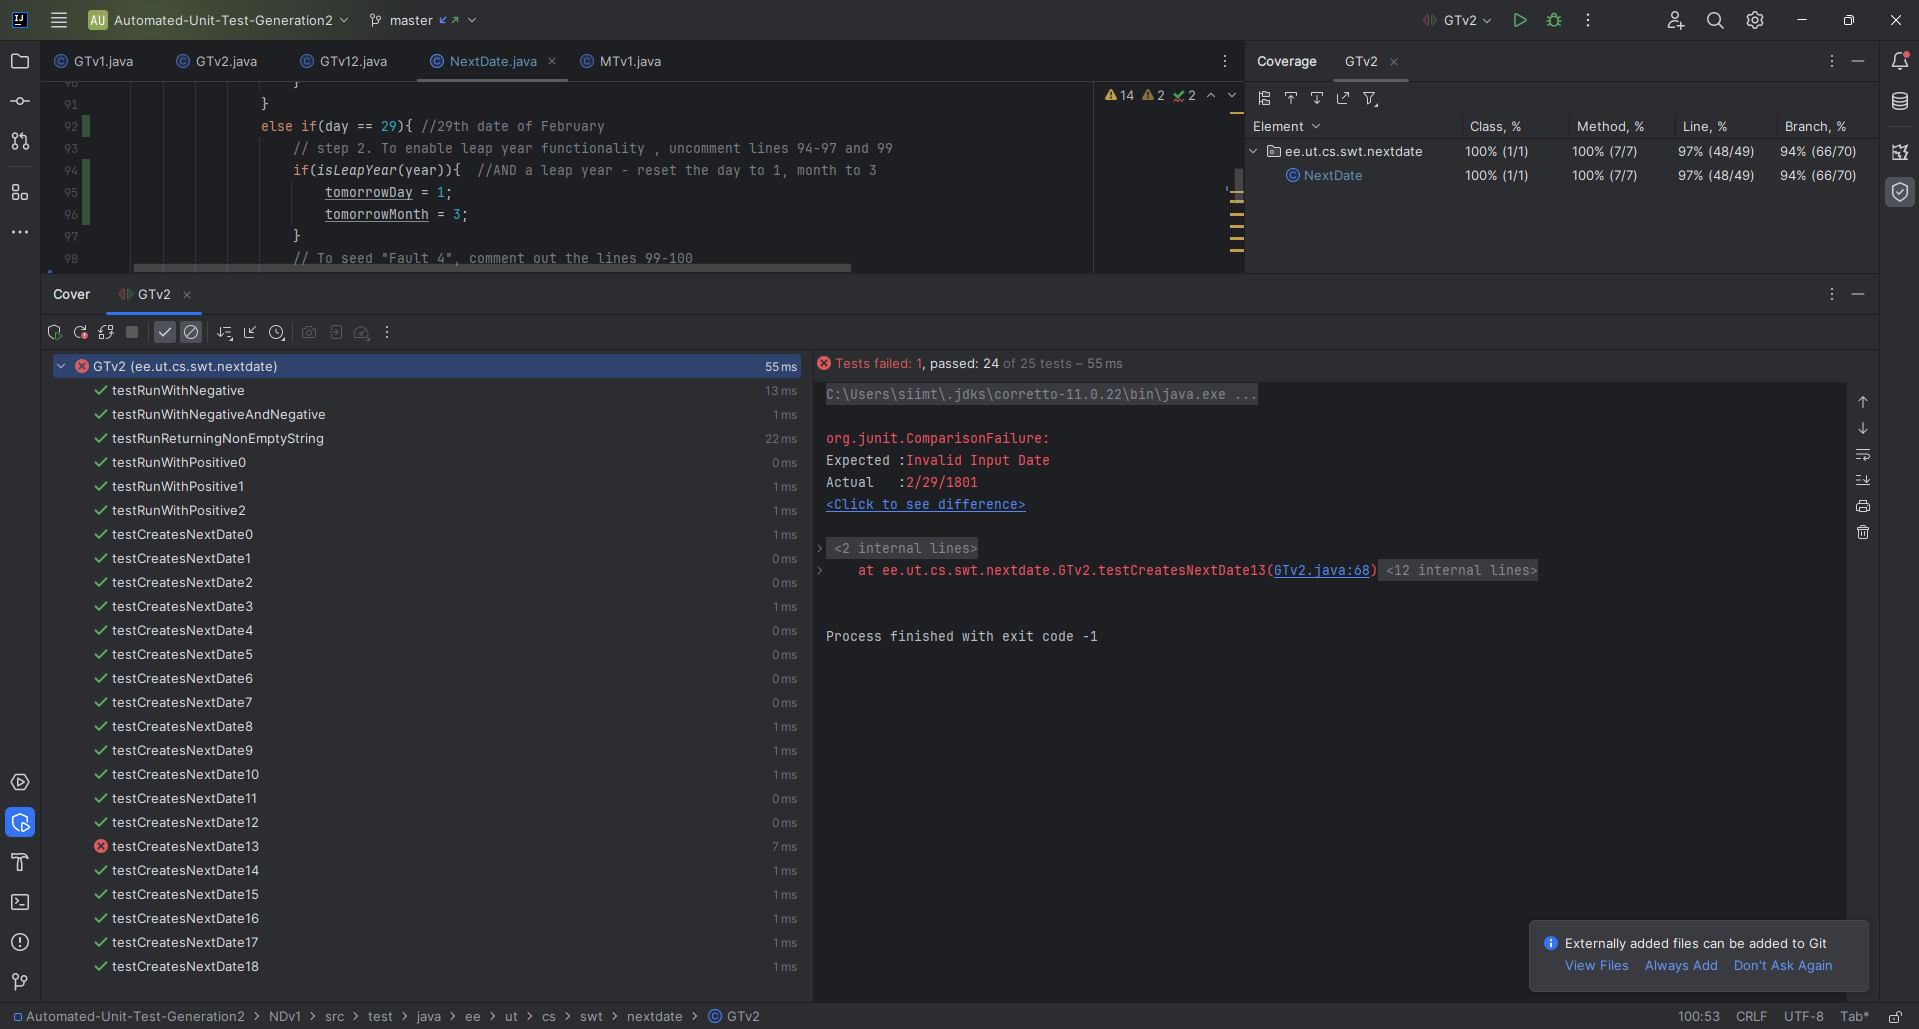 AU Automated-Unit-Test-Generation2 master GTv2
GTv1.java GTv2.java GTv12.java NextDate.java MTv1.java
Coverage GTv2
91 }
14 2 2
92 else if(day == 29){ //29th date of February
93 // step 2. To enable leap year functionality , uncomment lines 94-97 and 99
94 if(isLeapYear(year)){ //AND a leap year - reset the day to 1, month to 3
95 tomorrowDay = 1;
96 tomorrowMonth = 3;
97 }
98 // To seed "Fault 4", comment out the lines 99-100
Element Class, % Method, % Line, % Branch, %
ee.ut.cs.swt.nextdate 100% (1/1) 100% (7/7) 97% (48/49) 94% (66/70)
NextDate 100% (1/1) 100% (7/7) 97% (48/49) 94% (66/70)
Cover GTv2
GTv2 (ee.ut.cs.swt.nextdate) 55 ms
testRunWithNegative 13 ms
testRunWithNegativeAndNegative 1 ms
testRunReturningNonEmptyString 22 ms
testRunWithPositive0 0 ms
testRunWithPositive1 1 ms
testRunWithPositive2 1 ms
testCreatesNextDate0 1 ms
testCreatesNextDate1 0 ms
testCreatesNextDate2 0 ms
testCreatesNextDate3 1 ms
testCreatesNextDate4 0 ms
testCreatesNextDate5 0 ms
testCreatesNextDate6 0 ms
testCreatesNextDate7 0 ms
testCreatesNextDate8 1 ms
testCreatesNextDate9 1 ms
testCreatesNextDate10 1 ms
testCreatesNextDate11 0 ms
testCreatesNextDate12 0 ms
testCreatesNextDate13 7 ms
testCreatesNextDate14 1 ms
testCreatesNextDate15 1 ms
testCreatesNextDate16 1 ms
testCreatesNextDate17 1 ms
testCreatesNextDate18 1 ms
Tests failed: 1, passed: 24 of 25 tests – 55 ms
C:\Users\siimt\.jdks\corretto-11.0.22\bin\java.exe ...
org.junit.ComparisonFailure:
Expected :Invalid Input Date
Actual :2/29/1801
<Click to see difference>
<2 internal lines>
at ee.ut.cs.swt.nextdate.GTv2.testCreatesNextDate13(GTv2.java:68) <12 internal lines>
Process finished with exit code -1
Externally added files can be added to Git
View Files Always Add Don't Ask Again
Automated-Unit-Test-Generation2 > NDv1 > src > test > java > ee > ut > cs > swt > nextdate > GTv2
100:53 CRLF UTF-8 Tab*